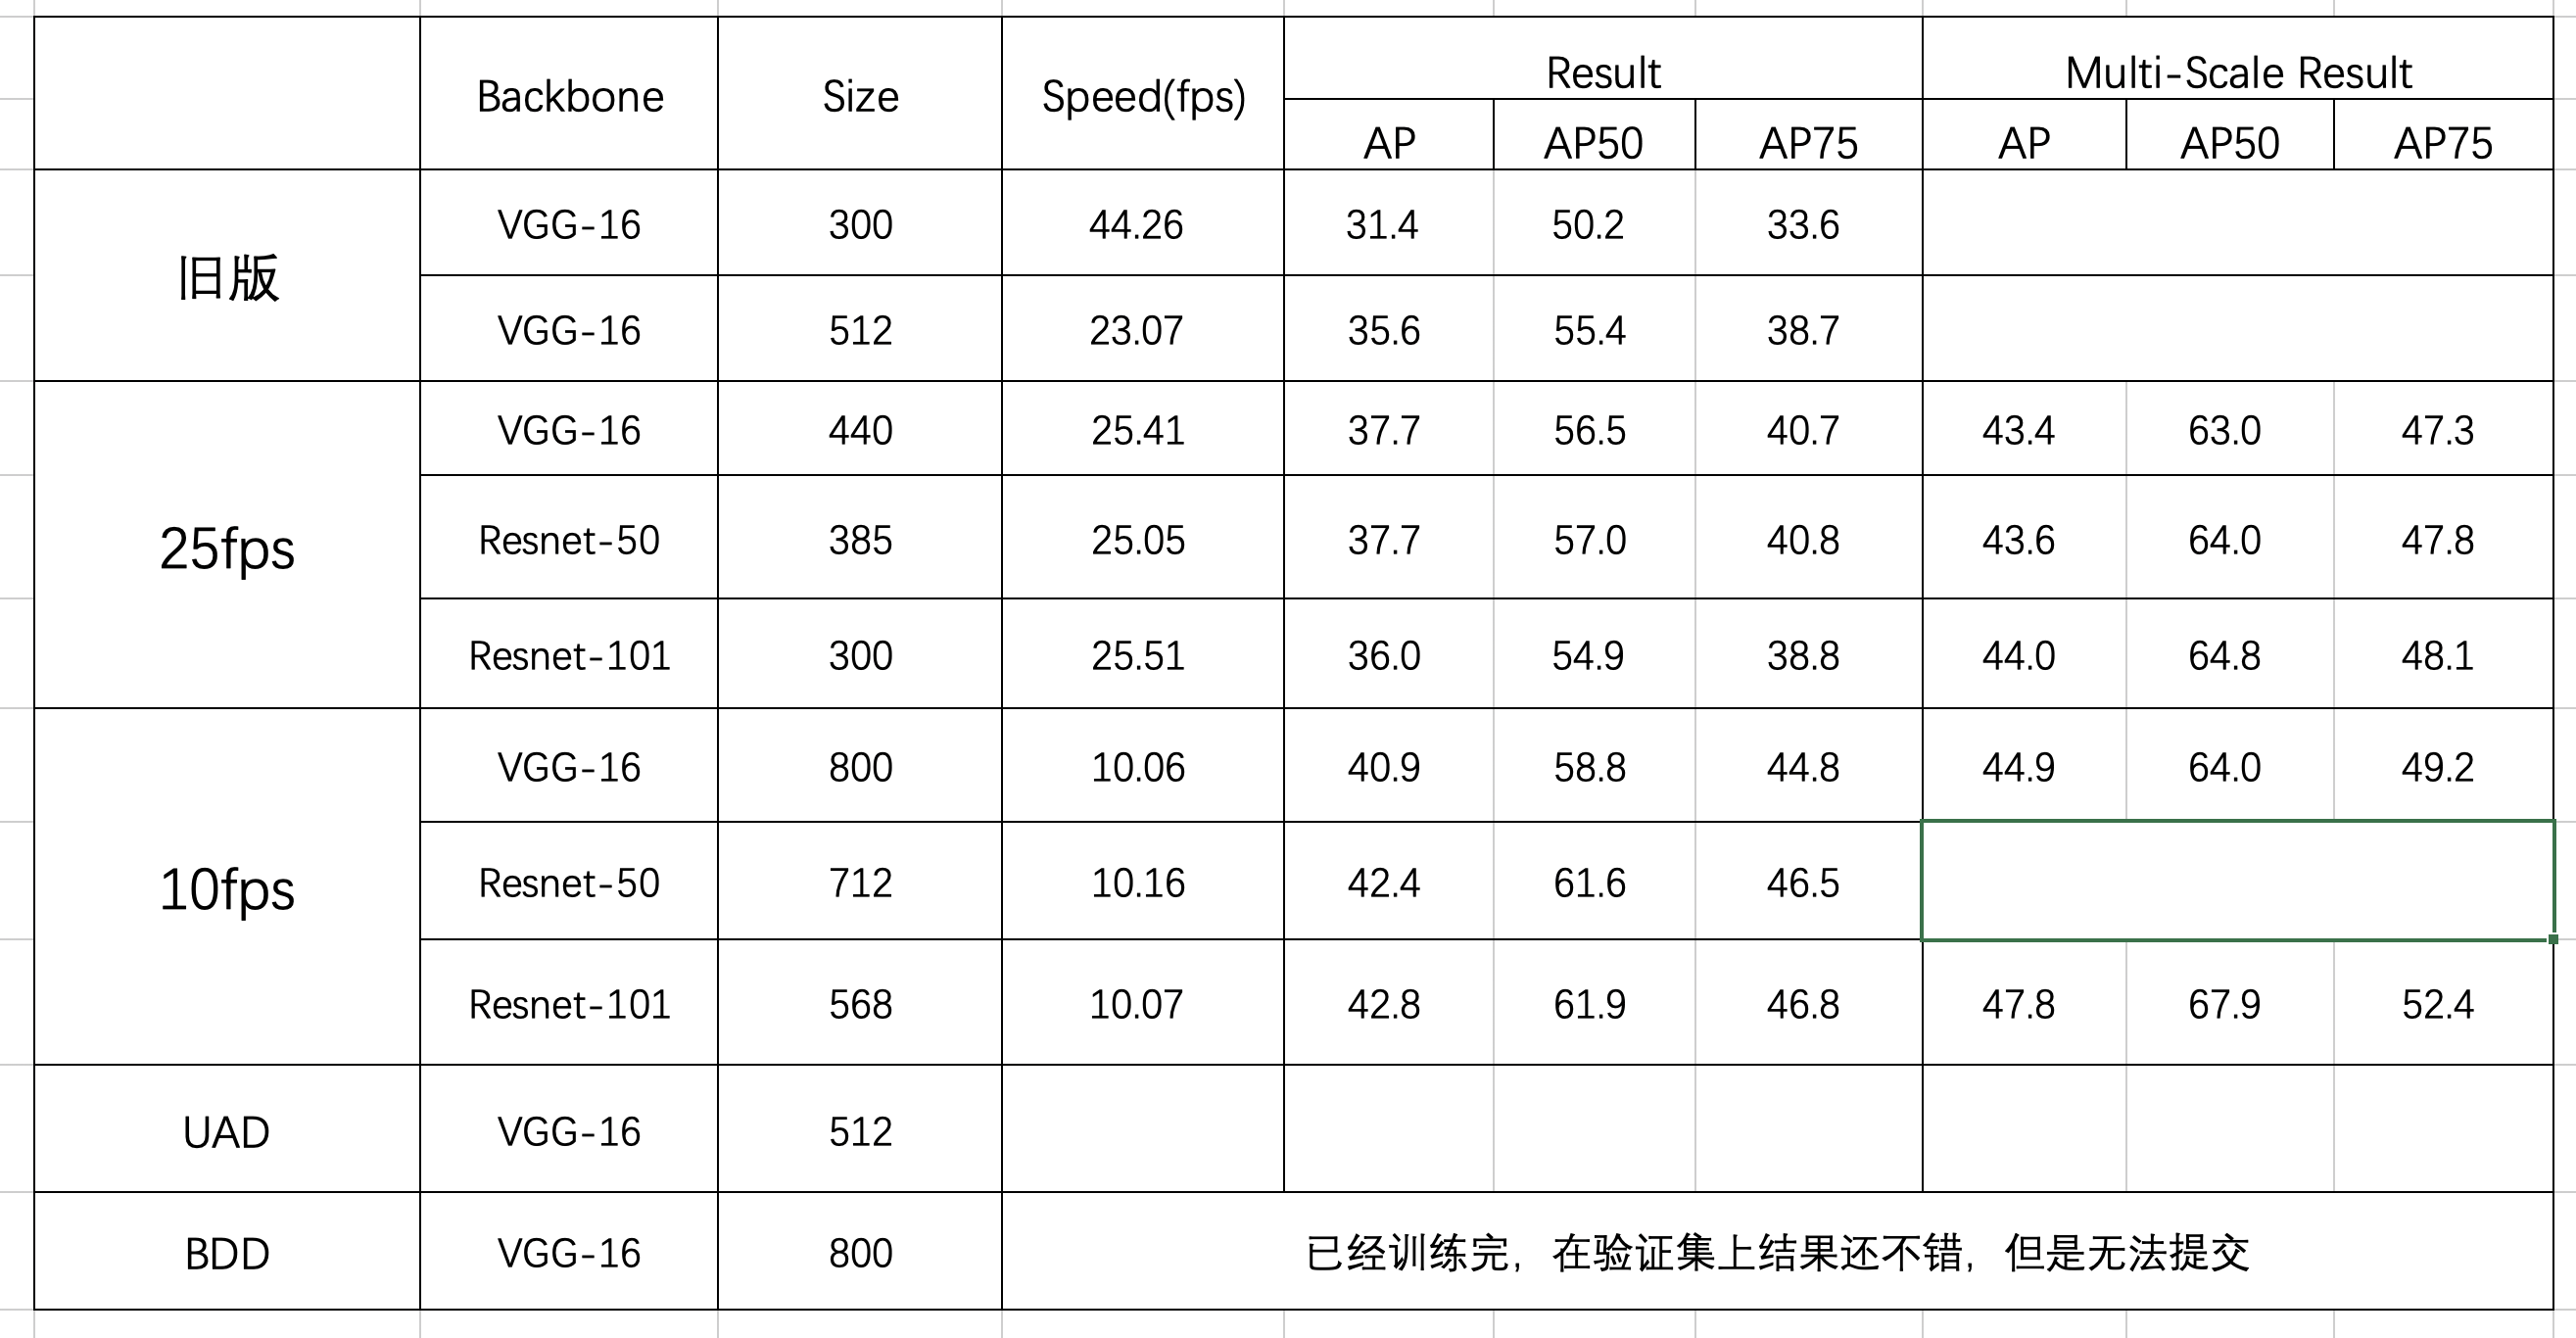 Backbone Size Speed(fps) Result Multi-Scale Result
AP AP50 AP75 AP AP50 AP75
旧版 VGG-16 300 44.26 31.4 50.2 33.6
VGG-16 512 23.07 35.6 55.4 38.7
25fps VGG-16 440 25.41 37.7 56.5 40.7 43.4 63.0 47.3
Resnet-50 385 25.05 37.7 57.0 40.8 43.6 64.0 47.8
Resnet-101 300 25.51 36.0 54.9 38.8 44.0 64.8 48.1
10fps VGG-16 800 10.06 40.9 58.8 44.8 44.9 64.0 49.2
Resnet-50 712 10.16 42.4 61.6 46.5
Resnet-101 568 10.07 42.8 61.9 46.8 47.8 67.9 52.4
UAD VGG-16 512
BDD VGG-16 800 已经训练完，在验证集上结果还不错，但是无法提交